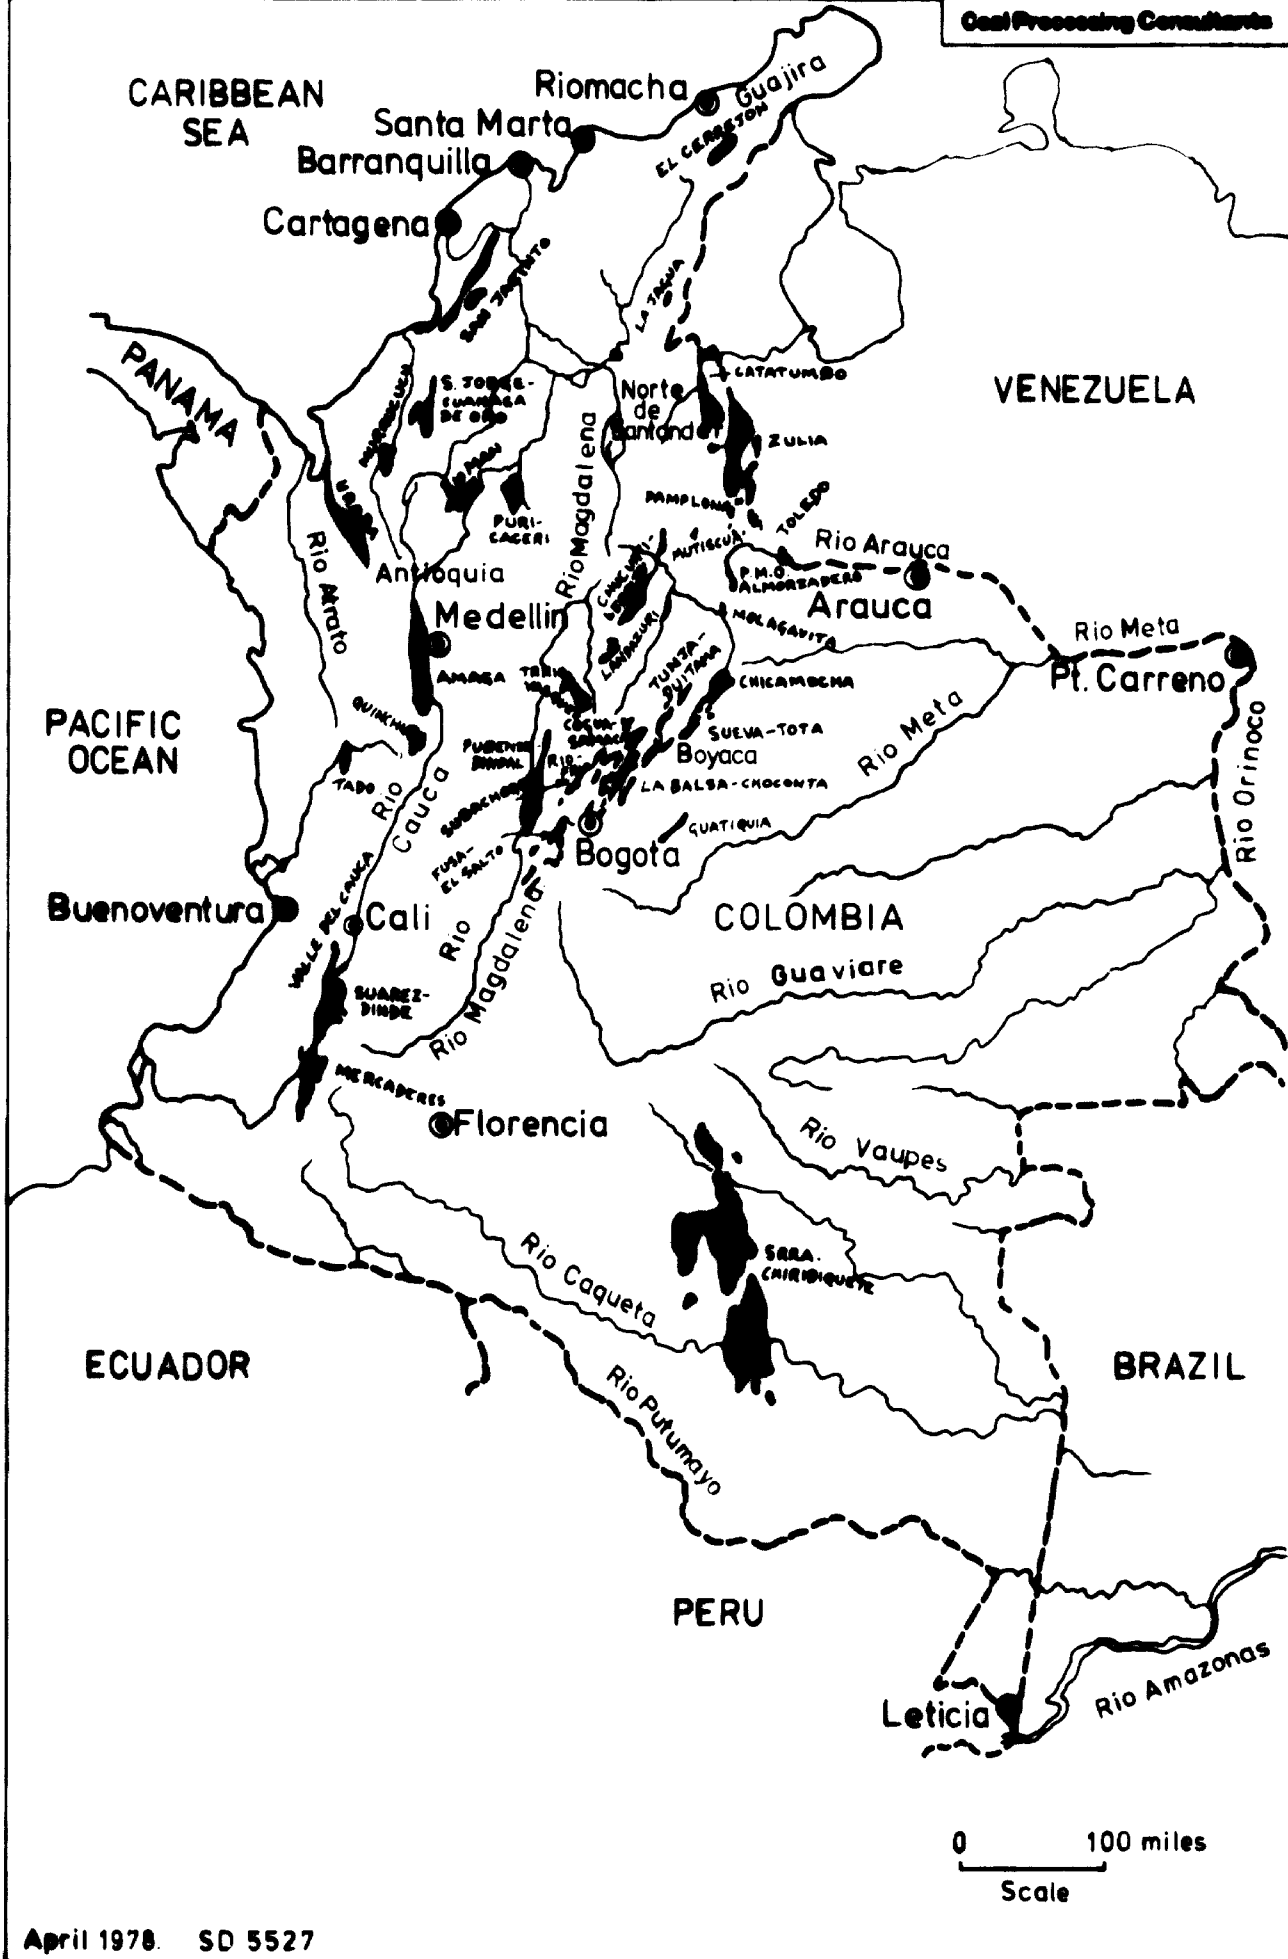 Coal Processing Consultants
CARIBBEAN
SEA
Riomacha
Guajira
Santa Marta
EL CERREJON
Barranquilla
Cartagena
SAN JACINTO
LA JAGUA
PANAMA
CATATUMBO
VENEZUELA
S. JORGE-
DE ORO
Norte
de
Santander
ZULIA
Rio Magdalena
PAMPLONA
TOLEDO
PURI-
CAGERI
MUTISCUA
Rio Arauca
Rio Atrato
Antioquia
P.M.O.
ALMORZADERO
Arauca
Medellin
LANDAZURI
MOLAGAVITA
Rio Meta
Pt. Carreno
AMAGA
TUNJA-
DUITAMA
CHICAMOCHA
PACIFIC
OCEAN
SUEVA-TOTA
Boyaca
Rio Meta
Rio Orinoco
TADO
Rio
Cauca
LA BALSA-CHOCONTA
GUATIQUIA
FUSA-
EL SALTO
Bogota
Buenoventura
VALLE DEL CAUCA
Cali
COLOMBIA
Rio
Rio Magdalena
Rio Guaviare
SUAREZ-
DINDE
MERCADERES
Florencia
Rio Vaupes
Rio Caqueta
SRRA.
CHIRIBIQUETE
ECUADOR
BRAZIL
Rio Putumayo
PERU
Leticia
Rio Amazonas
0 100 miles
Scale
April 1978. SD 5527